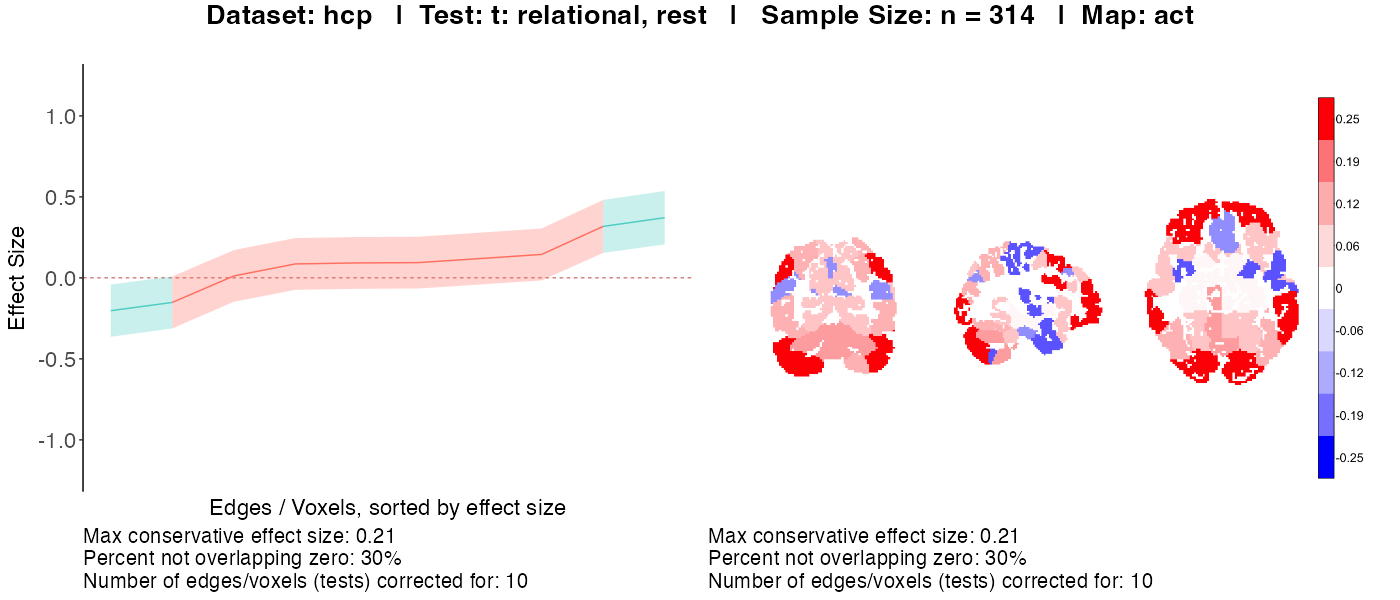 Dataset: hcp | Test: t: relational, rest | Sample Size: n = 314 | Map: act
Effect Size
1.0
0.5
0.0
-0.5
-1.0
Edges / Voxels, sorted by effect size
Max conservative effect size: 0.21
Percent not overlapping zero: 30%
Number of edges/voxels (tests) corrected for: 10
0.25
0.19
0.12
0.06
0
-0.06
-0.12
-0.19
-0.25
Max conservative effect size: 0.21
Percent not overlapping zero: 30%
Number of edges/voxels (tests) corrected for: 10